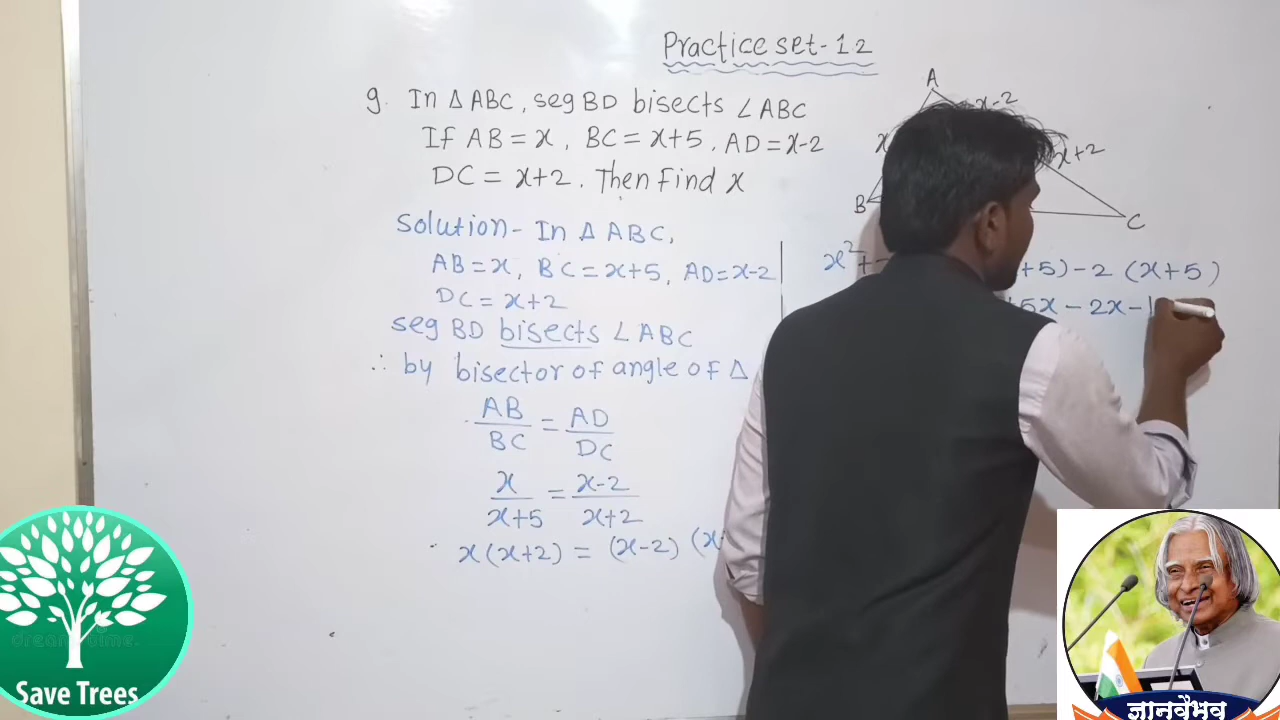 Practice set-1.2
9. In Δ ABC, seg BD bisects ∠ ABC
If AB = x, BC = x+5, AD = x-2
DC = x+2. Then Find x
Solution - In Δ ABC,
AB = x, BC = x+5, AD = x-2
DC = x+2
seg BD bisects ∠ ABC
∴ by bisector of angle of Δ
AB/BC = AD/DC
x/x+5 = x-2/x+2
x(x+2) = (x-2) (x
A
x-2
x
x+2
B
C
x² + +5) - 2 (x+5)
5x - 2x - 1
dreamstime.
Save Trees
ज्ञानवैभव